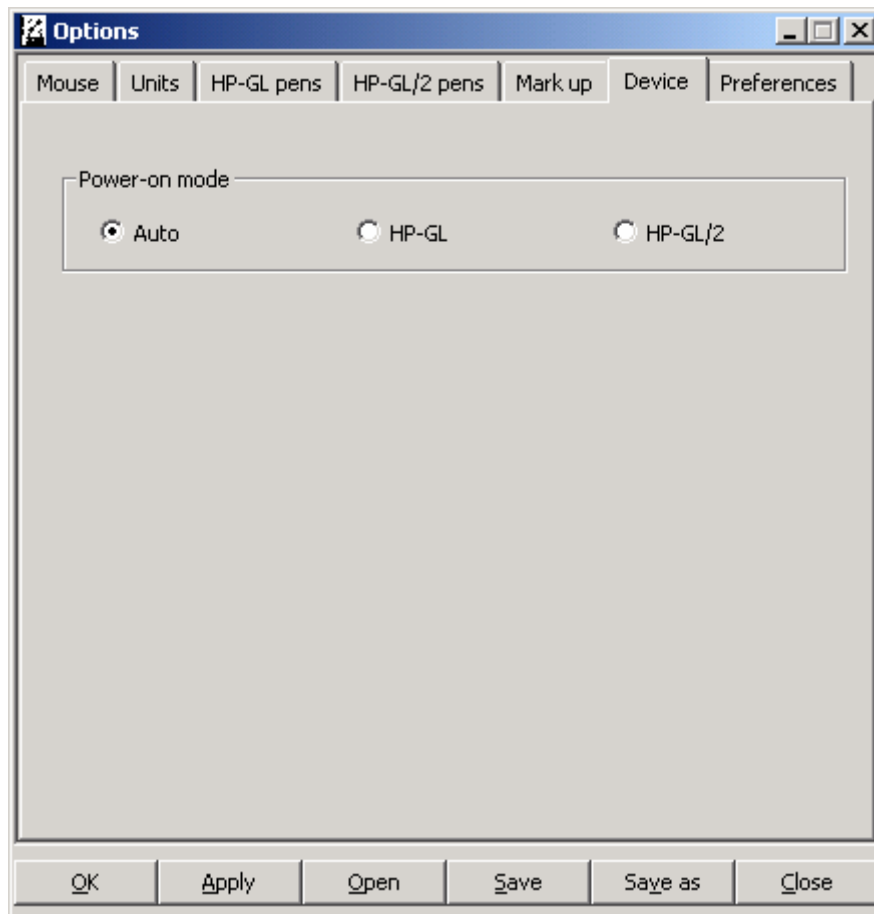 Options
Mouse Units HP-GL pens HP-GL/2 pens Mark up Device Preferences
Power-on mode
Auto HP-GL HP-GL/2
OK Apply Open Save Save as Close